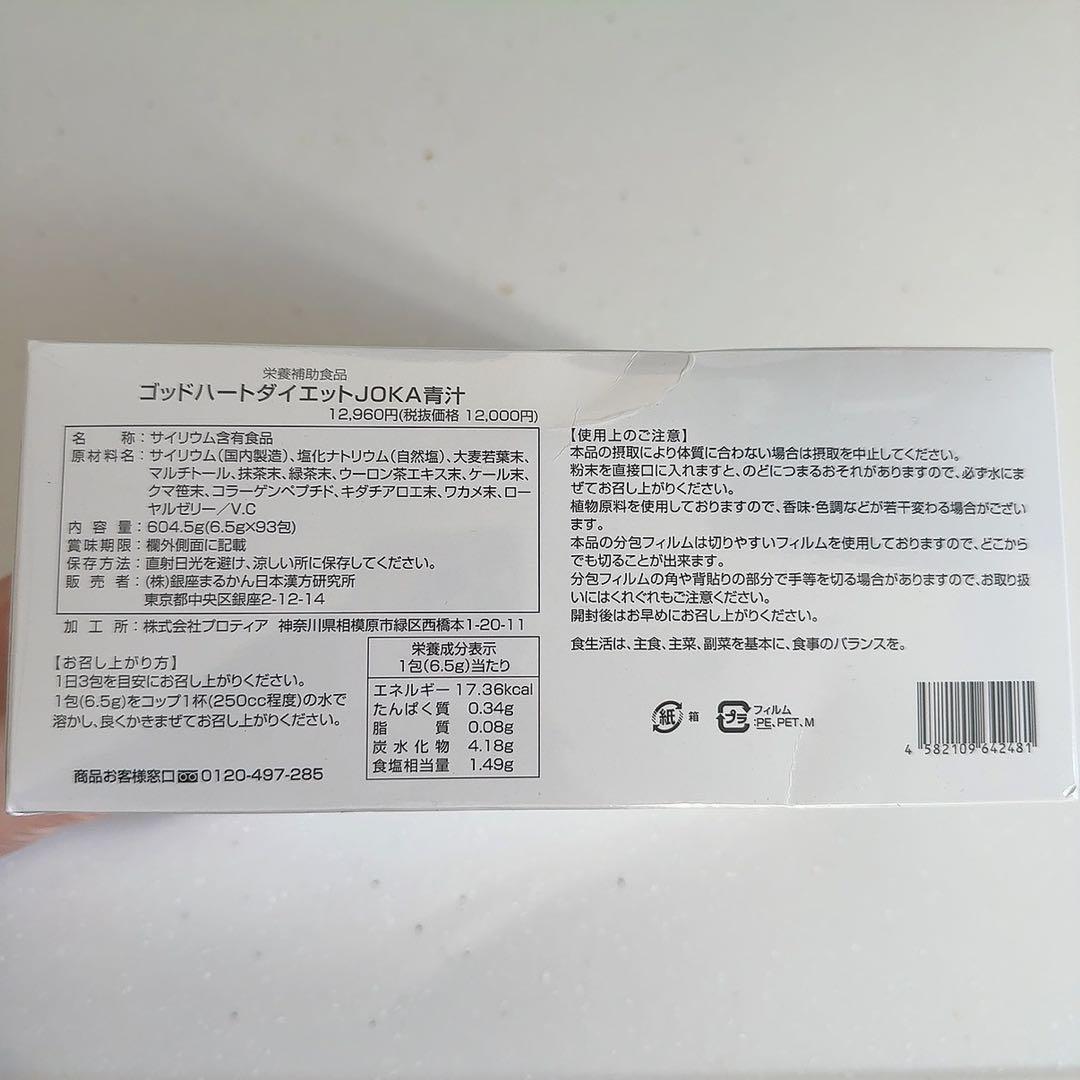 栄養補助食品
ゴッドハートダイエットJOKA青汁
12,960円(税抜価格 12,000円)
名　　称：サイリウム含有食品
原材料名：サイリウム(国内製造)、塩化ナトリウム(自然塩)、大麦若葉末、
マルチトール、抹茶末、緑茶末、ウーロン茶エキス末、ケール末、
クマ笹末、コラーゲンペプチド、キダチアロエ末、ワカメ末、ロー
ヤルゼリー／V.C
内 容 量：604.5g(6.5g×93包)
賞味期限：欄外側面に記載
保存方法：直射日光を避け、涼しい所に保存してください。
販 売 者：(株)銀座まるかん日本漢方研究所
東京都中央区銀座2-12-14
加 工 所：株式会社プロティア 神奈川県相模原市緑区西橋本1-20-11
【お召し上がり方】
1日3包を目安にお召し上がりください。
1包(6.5g)をコップ1杯(250cc程度)の水で
溶かし、良くかきまぜてお召し上がりください。
商品お客様窓口 0120-497-285
栄養成分表示
1包(6.5g)当たり
エネルギー 17.36kcal
たんぱく質 0.34g
脂　　質 0.08g
炭水化物 4.18g
食塩相当量 1.49g
【使用上のご注意】
本品の摂取により体質に合わない場合は摂取を中止してください。
粉末を直接口に入れますと、のどにつまるおそれがありますので、必ず水にま
ぜてお召し上がりください。
植物原料を使用しておりますので、香味・色調などが若干変わる場合がござい
ます。
本品の分包フィルムは切りやすいフィルムを使用しておりますので、どこから
でも切ることが出来ます。
分包フィルムの角や背貼りの部分で手等を切る場合がありますので、お取り扱
いにはくれぐれもご注意ください。
開封後はお早めにお召し上がりください。
食生活は、主食、主菜、副菜を基本に、食事のバランスを。
紙 箱
プラ フィルム
:PE、PET、M
4 582109 642481